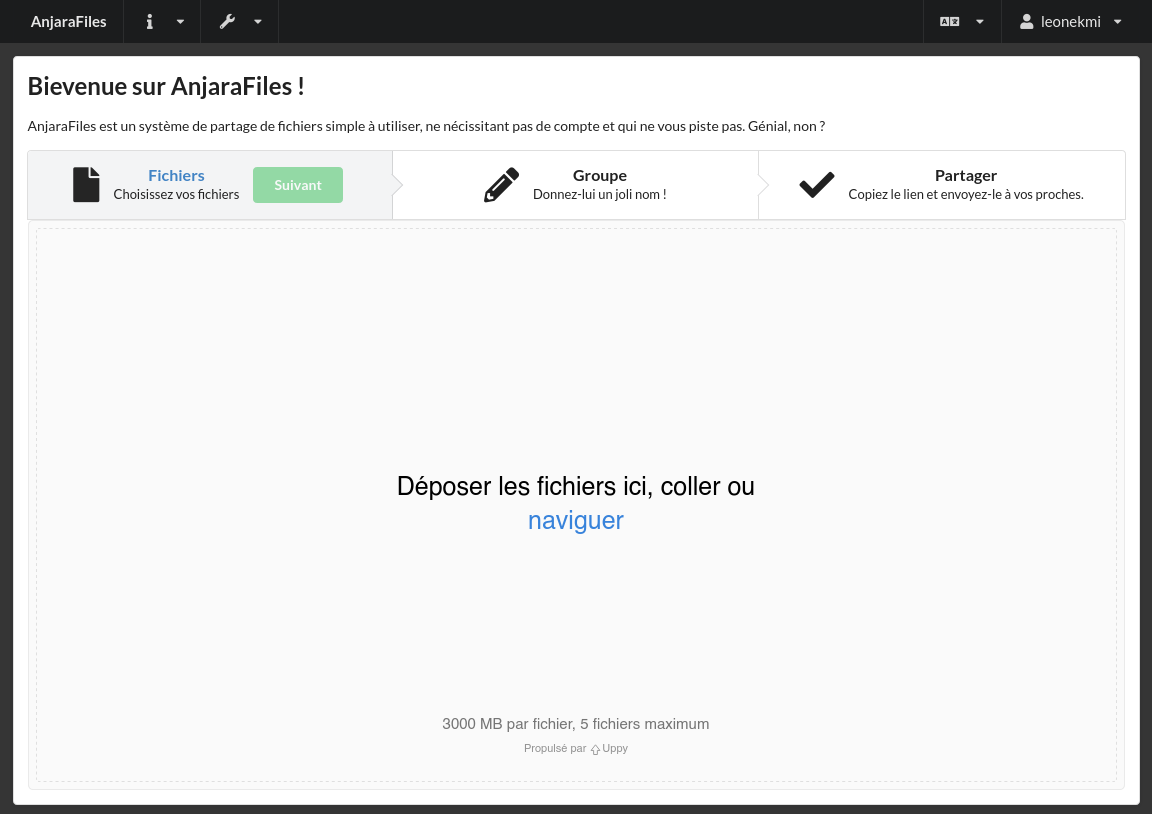 AnjaraFiles
leonekmi
Bievenue sur AnjaraFiles !
AnjaraFiles est un système de partage de fichiers simple à utiliser, ne nécissitant pas de compte et qui ne vous piste pas. Génial, non ?
Fichiers
Choisissez vos fichiers
Suivant
Groupe
Donnez-lui un joli nom !
Partager
Copiez le lien et envoyez-le à vos proches.
Déposer les fichiers ici, coller ou
naviguer
3000 MB par fichier, 5 fichiers maximum
Propulsé par Uppy